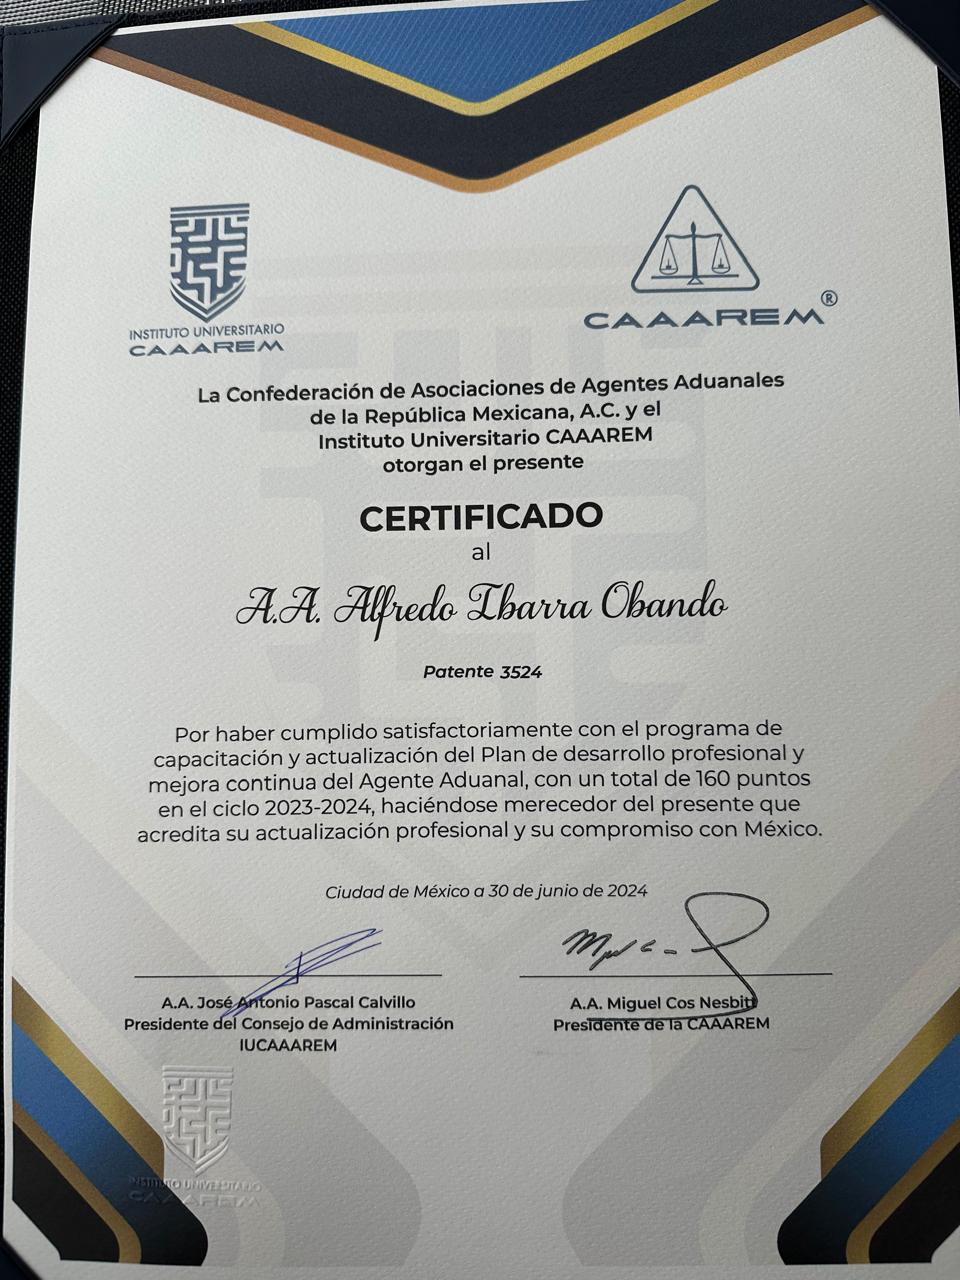 INSTITUTO UNIVERSITARIO
CAAAREM
CAAAREM®
La Confederación de Asociaciones de Agentes Aduanales
de la República Mexicana, A.C. y el
Instituto Universitario CAAAREM
otorgan el presente
CERTIFICADO
al
A.A. Alfredo Ibarra Obando
Patente 3524
Por haber cumplido satisfactoriamente con el programa de
capacitación y actualización del Plan de desarrollo profesional y
mejora continua del Agente Aduanal, con un total de 160 puntos
en el ciclo 2023-2024, haciéndose merecedor del presente que
acredita su actualización profesional y su compromiso con México.
Ciudad de México a 30 de junio de 2024
A.A. José Antonio Pascal Calvillo
Presidente del Consejo de Administración
IUCAAAREM
A.A. Miguel Cos Nesbitt
Presidente de la CAAAREM
INSTITUTO UNIVERSITARIO
CAAAREM